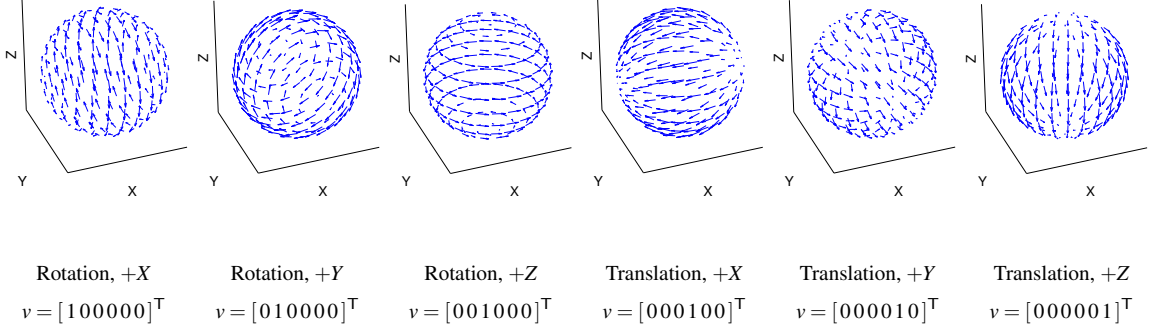 Z Z Z Z Z Z
Y Y Y Y Y Y
X X X X X X
Rotation, +X Rotation, +Y Rotation, +Z Translation, +X Translation, +Y Translation, +Z
v = [1 0 0 0 0 0]ᵀ v = [0 1 0 0 0 0]ᵀ v = [0 0 1 0 0 0]ᵀ v = [0 0 0 1 0 0]ᵀ v = [0 0 0 0 1 0]ᵀ v = [0 0 0 0 0 1]ᵀ